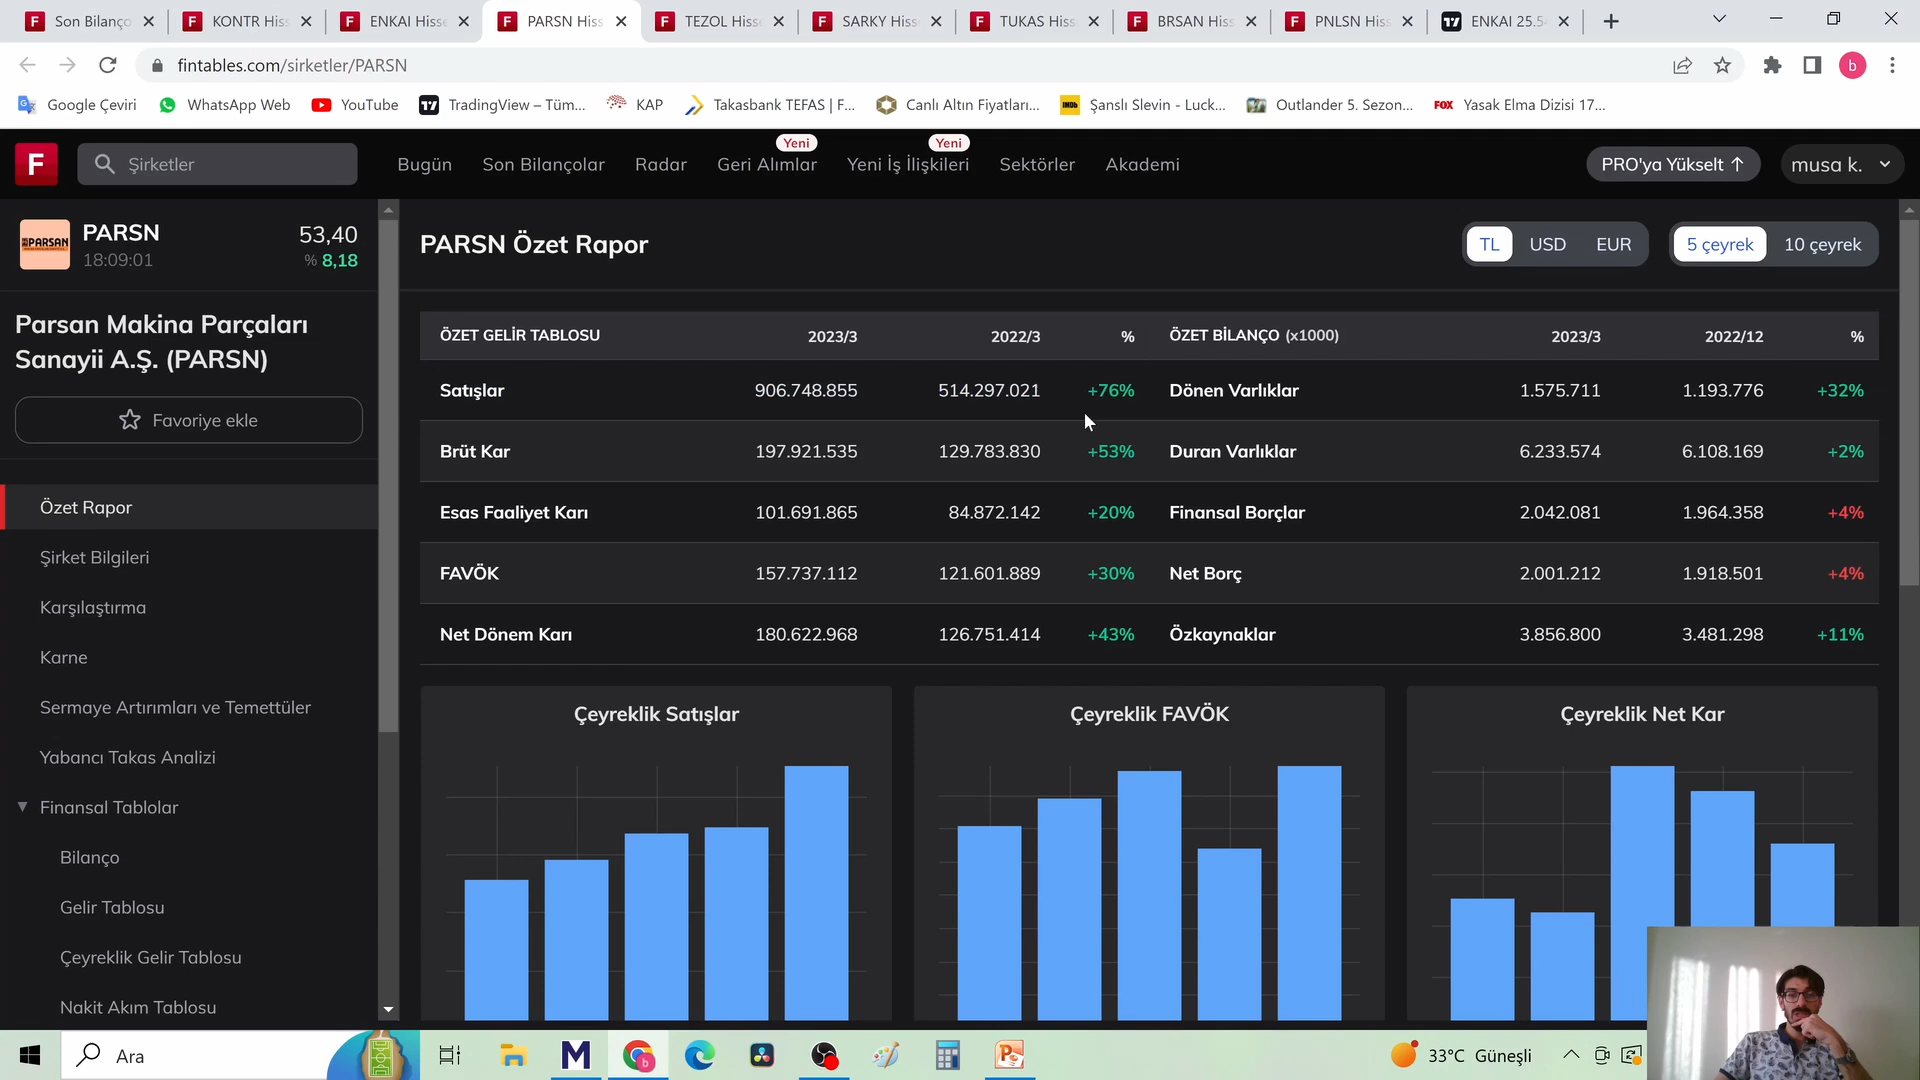 Son Bilanço
KONTR Hiss
ENKAI Hisse
PARSN Hiss
TEZOL Hisse
SARKY Hisse
TUKAS Hiss
BRSAN Hiss
PNLSN Hiss
ENKAI 25.5
fintables.com/sirketler/PARSN
b
Google Çeviri
WhatsApp Web
YouTube
TradingView – Tüm...
KAP
Takasbank TEFAS | F...
Canlı Altın Fiyatları...
IMDb
Şanslı Slevin - Luck...
Outlander 5. Sezon...
FOX
Yasak Elma Dizisi 17...
F
Şirketler
Bugün
Son Bilançolar
Radar
Geri Alımlar
Yeni
Yeni İş İlişkileri
Yeni
Sektörler
Akademi
PRO'ya Yükselt ↑
musa k.
PARSAN
PARSN
53,40
18:09:01
% 8,18
Parsan Makina Parçaları
Sanayii A.Ş. (PARSN)
Favoriye ekle
Özet Rapor
Şirket Bilgileri
Karşılaştırma
Karne
Sermaye Artırımları ve Temettüler
Yabancı Takas Analizi
Finansal Tablolar
Bilanço
Gelir Tablosu
Çeyreklik Gelir Tablosu
Nakit Akım Tablosu
PARSN Özet Rapor
TL USD EUR
5 çeyrek 10 çeyrek
ÖZET GELİR TABLOSU 2023/3 2022/3 % ÖZET BİLANÇO (x1000) 2023/3 2022/12 %
Satışlar 906.748.855 514.297.021 +76% Dönen Varlıklar 1.575.711 1.193.776 +32%
Brüt Kar 197.921.535 129.783.830 +53% Duran Varlıklar 6.233.574 6.108.169 +2%
Esas Faaliyet Karı 101.691.865 84.872.142 +20% Finansal Borçlar 2.042.081 1.964.358 +4%
FAVÖK 157.737.112 121.601.889 +30% Net Borç 2.001.212 1.918.501 +4%
Net Dönem Karı 180.622.968 126.751.414 +43% Özkaynaklar 3.856.800 3.481.298 +11%
Çeyreklik Satışlar
Çeyreklik FAVÖK
Çeyreklik Net Kar
Ara
33°C Güneşli